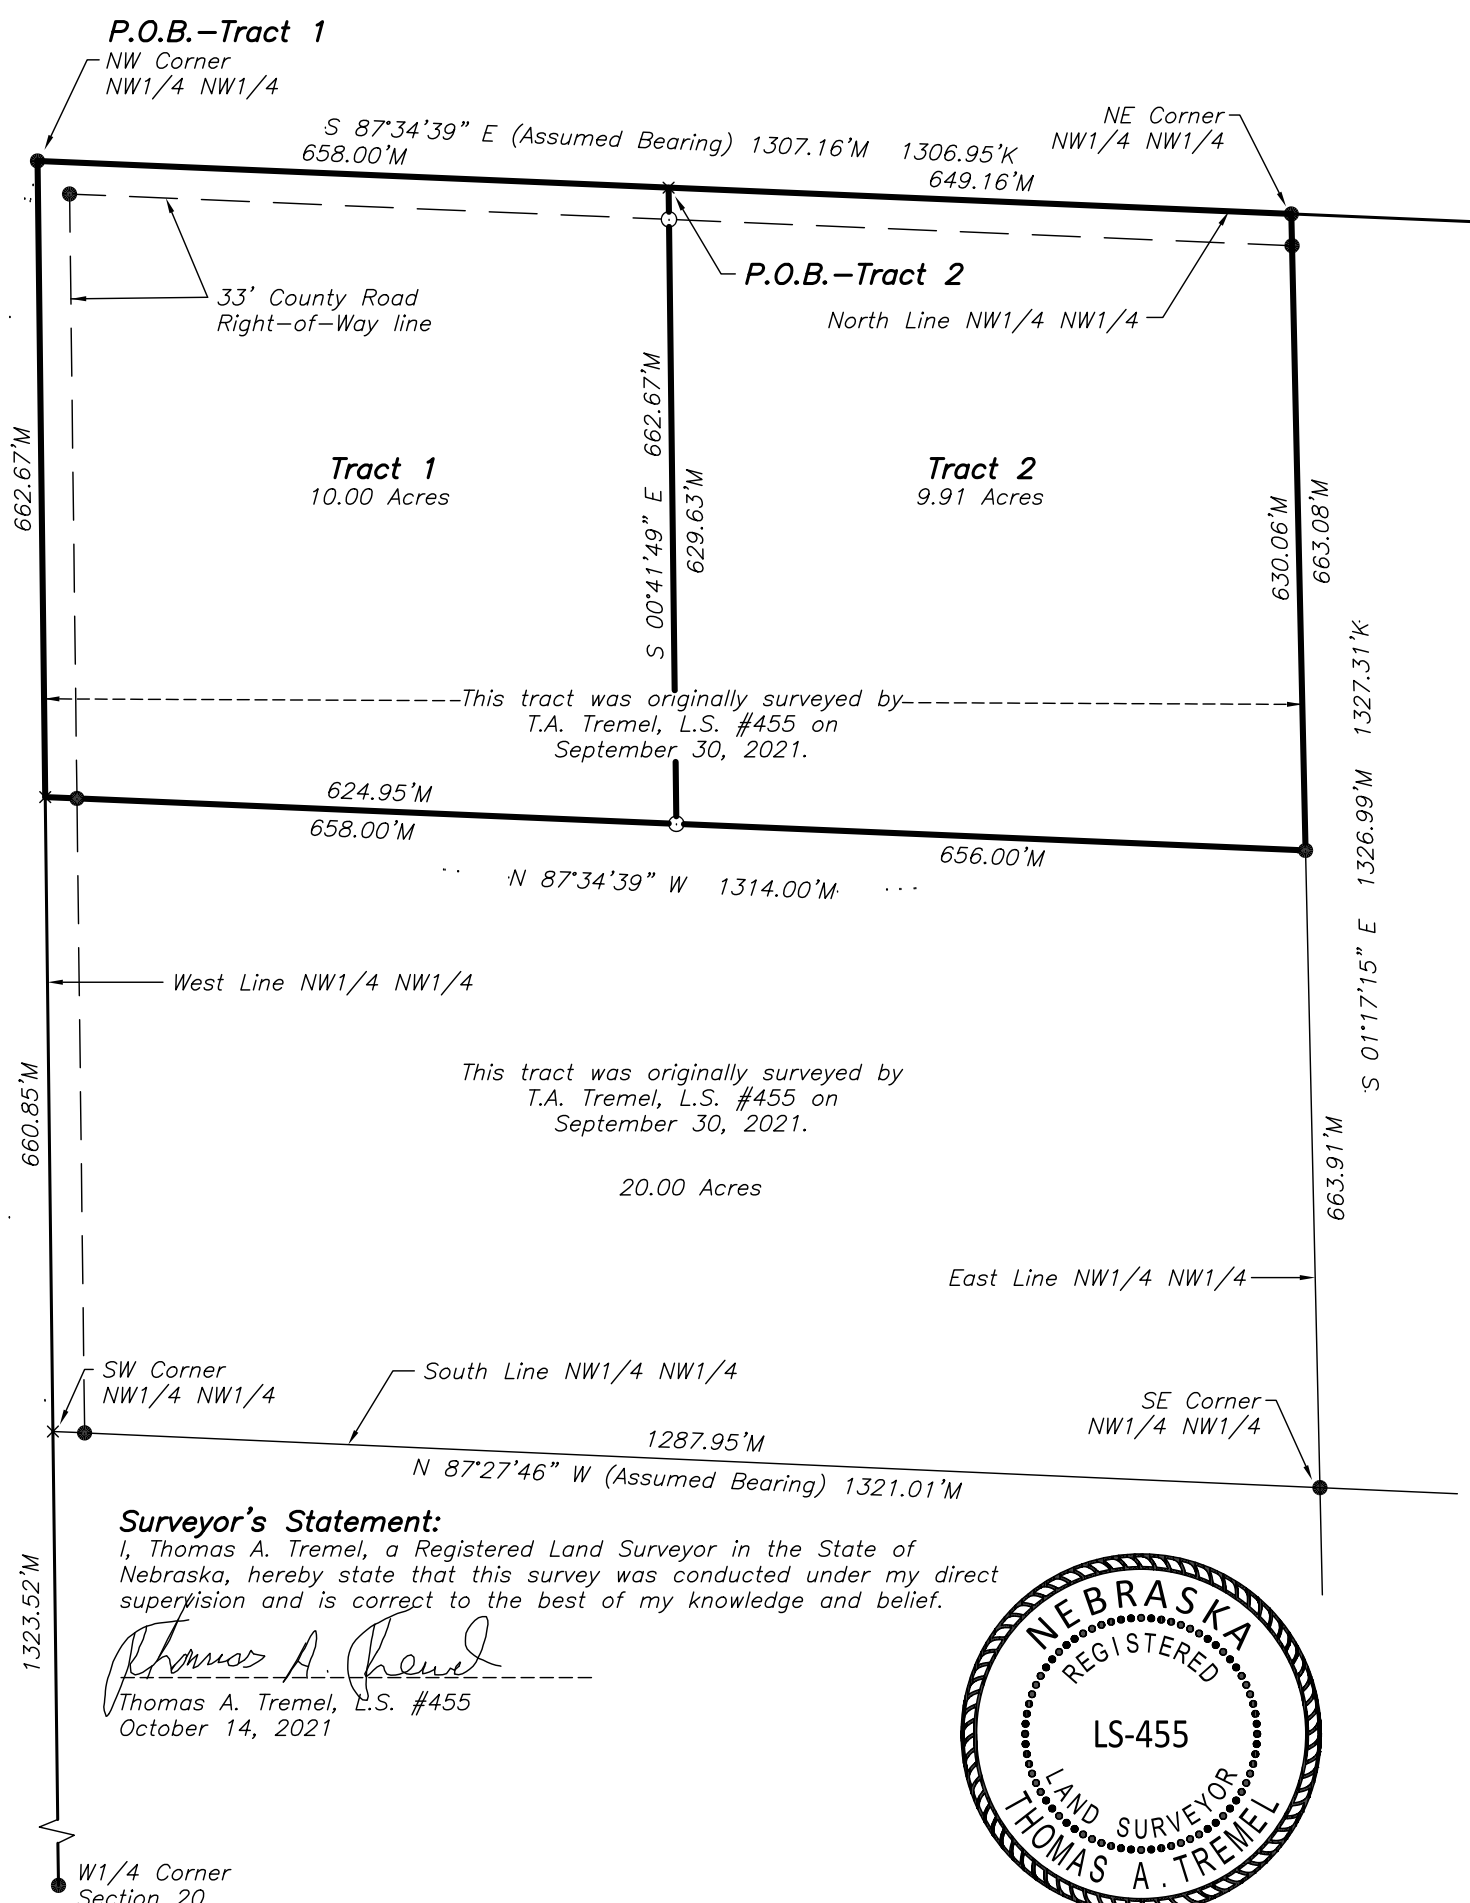 P.O.B.–Tract 1
NW Corner
NW1/4 NW1/4
NE Corner
NW1/4 NW1/4
S 87°34'39" E (Assumed Bearing) 1307.16'M 1306.95'K
658.00'M
649.16'M
P.O.B.–Tract 2
33' County Road
Right–of–Way line
North Line NW1/4 NW1/4
662.67'M
S 00°41'49" E 662.67'M
629.63'M
630.06'M
663.08'M
Tract 1
10.00 Acres
Tract 2
9.91 Acres
S 01°17'15" E 1326.99'M 1327.31'K
This tract was originally surveyed by
T.A. Tremel, L.S. #455 on
September 30, 2021.
624.95'M
658.00'M
656.00'M
N 87°34'39" W 1314.00'M
West Line NW1/4 NW1/4
660.85'M
This tract was originally surveyed by
T.A. Tremel, L.S. #455 on
September 30, 2021.
20.00 Acres
663.91'M
East Line NW1/4 NW1/4
SW Corner
NW1/4 NW1/4
South Line NW1/4 NW1/4
SE Corner
NW1/4 NW1/4
1287.95'M
N 87°27'46" W (Assumed Bearing) 1321.01'M
1323.52'M
Surveyor's Statement:
I, Thomas A. Tremel, a Registered Land Surveyor in the State of
Nebraska, hereby state that this survey was conducted under my direct
supervision and is correct to the best of my knowledge and belief.
Thomas A. Tremel
Thomas A. Tremel, L.S. #455
October 14, 2021
NEBRASKA
REGISTERED
LS-455
LAND SURVEYOR
THOMAS A. TREMEL
W1/4 Corner
Section 20